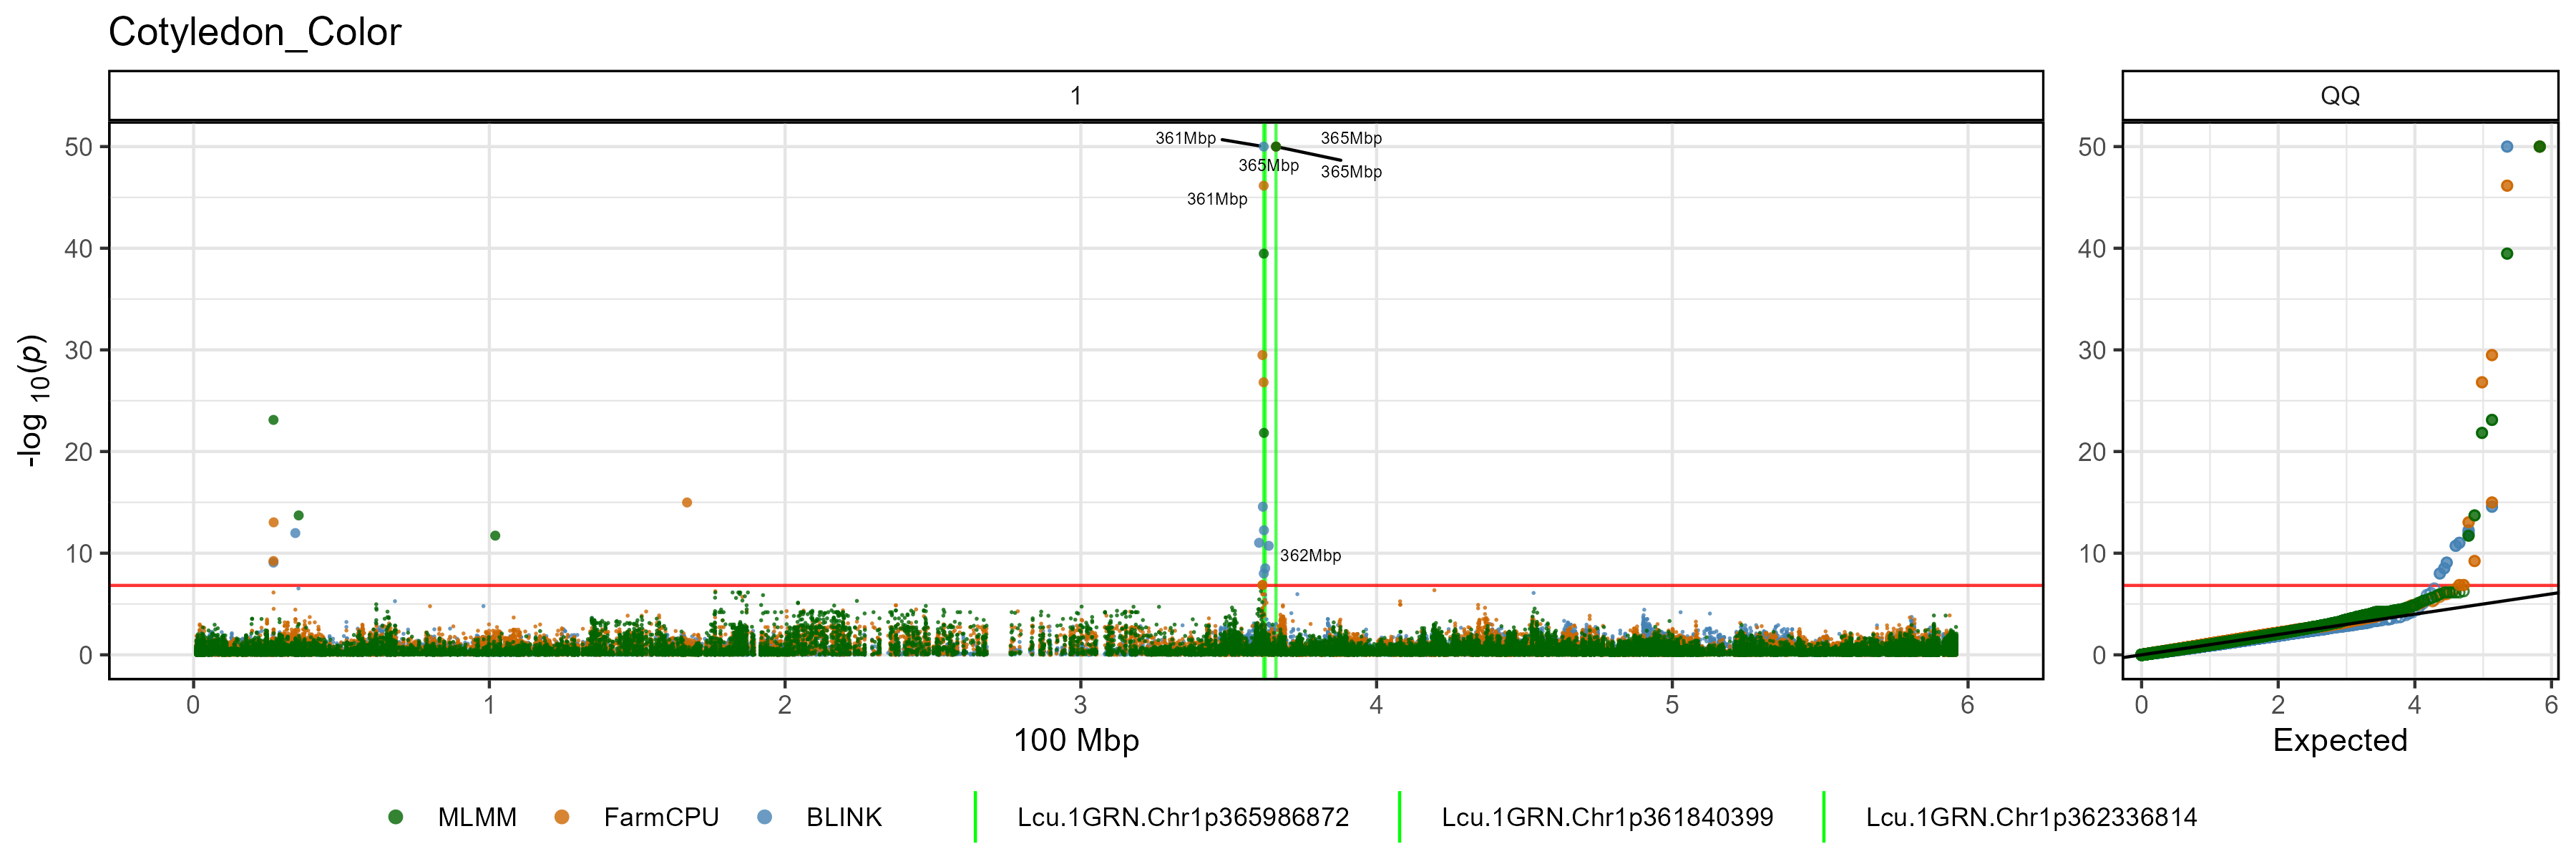 Cotyledon_Color
1
QQ
50
40
30
20
10
0
-log 10(p)
361Mbp
365Mbp
365Mbp
365Mbp
361Mbp
362Mbp
0 1 2 3 4 5 6
100 Mbp
50
40
30
20
10
0
0 2 4 6
Expected
MLMM FarmCPU BLINK Lcu.1GRN.Chr1p365986872 Lcu.1GRN.Chr1p361840399 Lcu.1GRN.Chr1p362336814